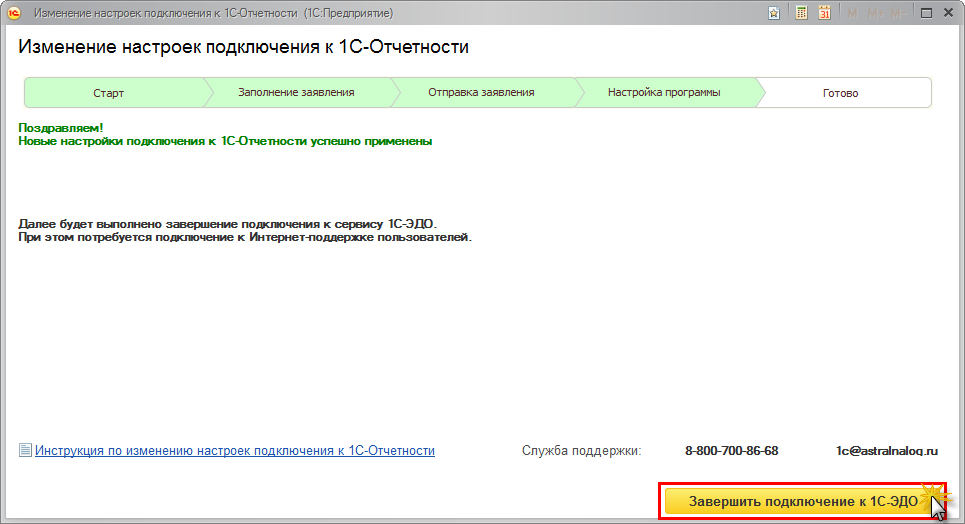 Изменение настроек подключения к 1С-Отчетности (1С:Предприятие)
М М+ М-
Изменение настроек подключения к 1С-Отчетности
Старт Заполнение заявления Отправка заявления Настройка программы Готово
Поздравляем!
Новые настройки подключения к 1С-Отчетности успешно применены
Далее будет выполнено завершение подключения к сервису 1С-ЭДО.
При этом потребуется подключение к Интернет-поддержке пользователей.
Инструкция по изменению настроек подключения к 1С-Отчетности Служба поддержки: 8-800-700-86-68 1c@astralnalog.ru
Завершить подключение к 1С-ЭДО